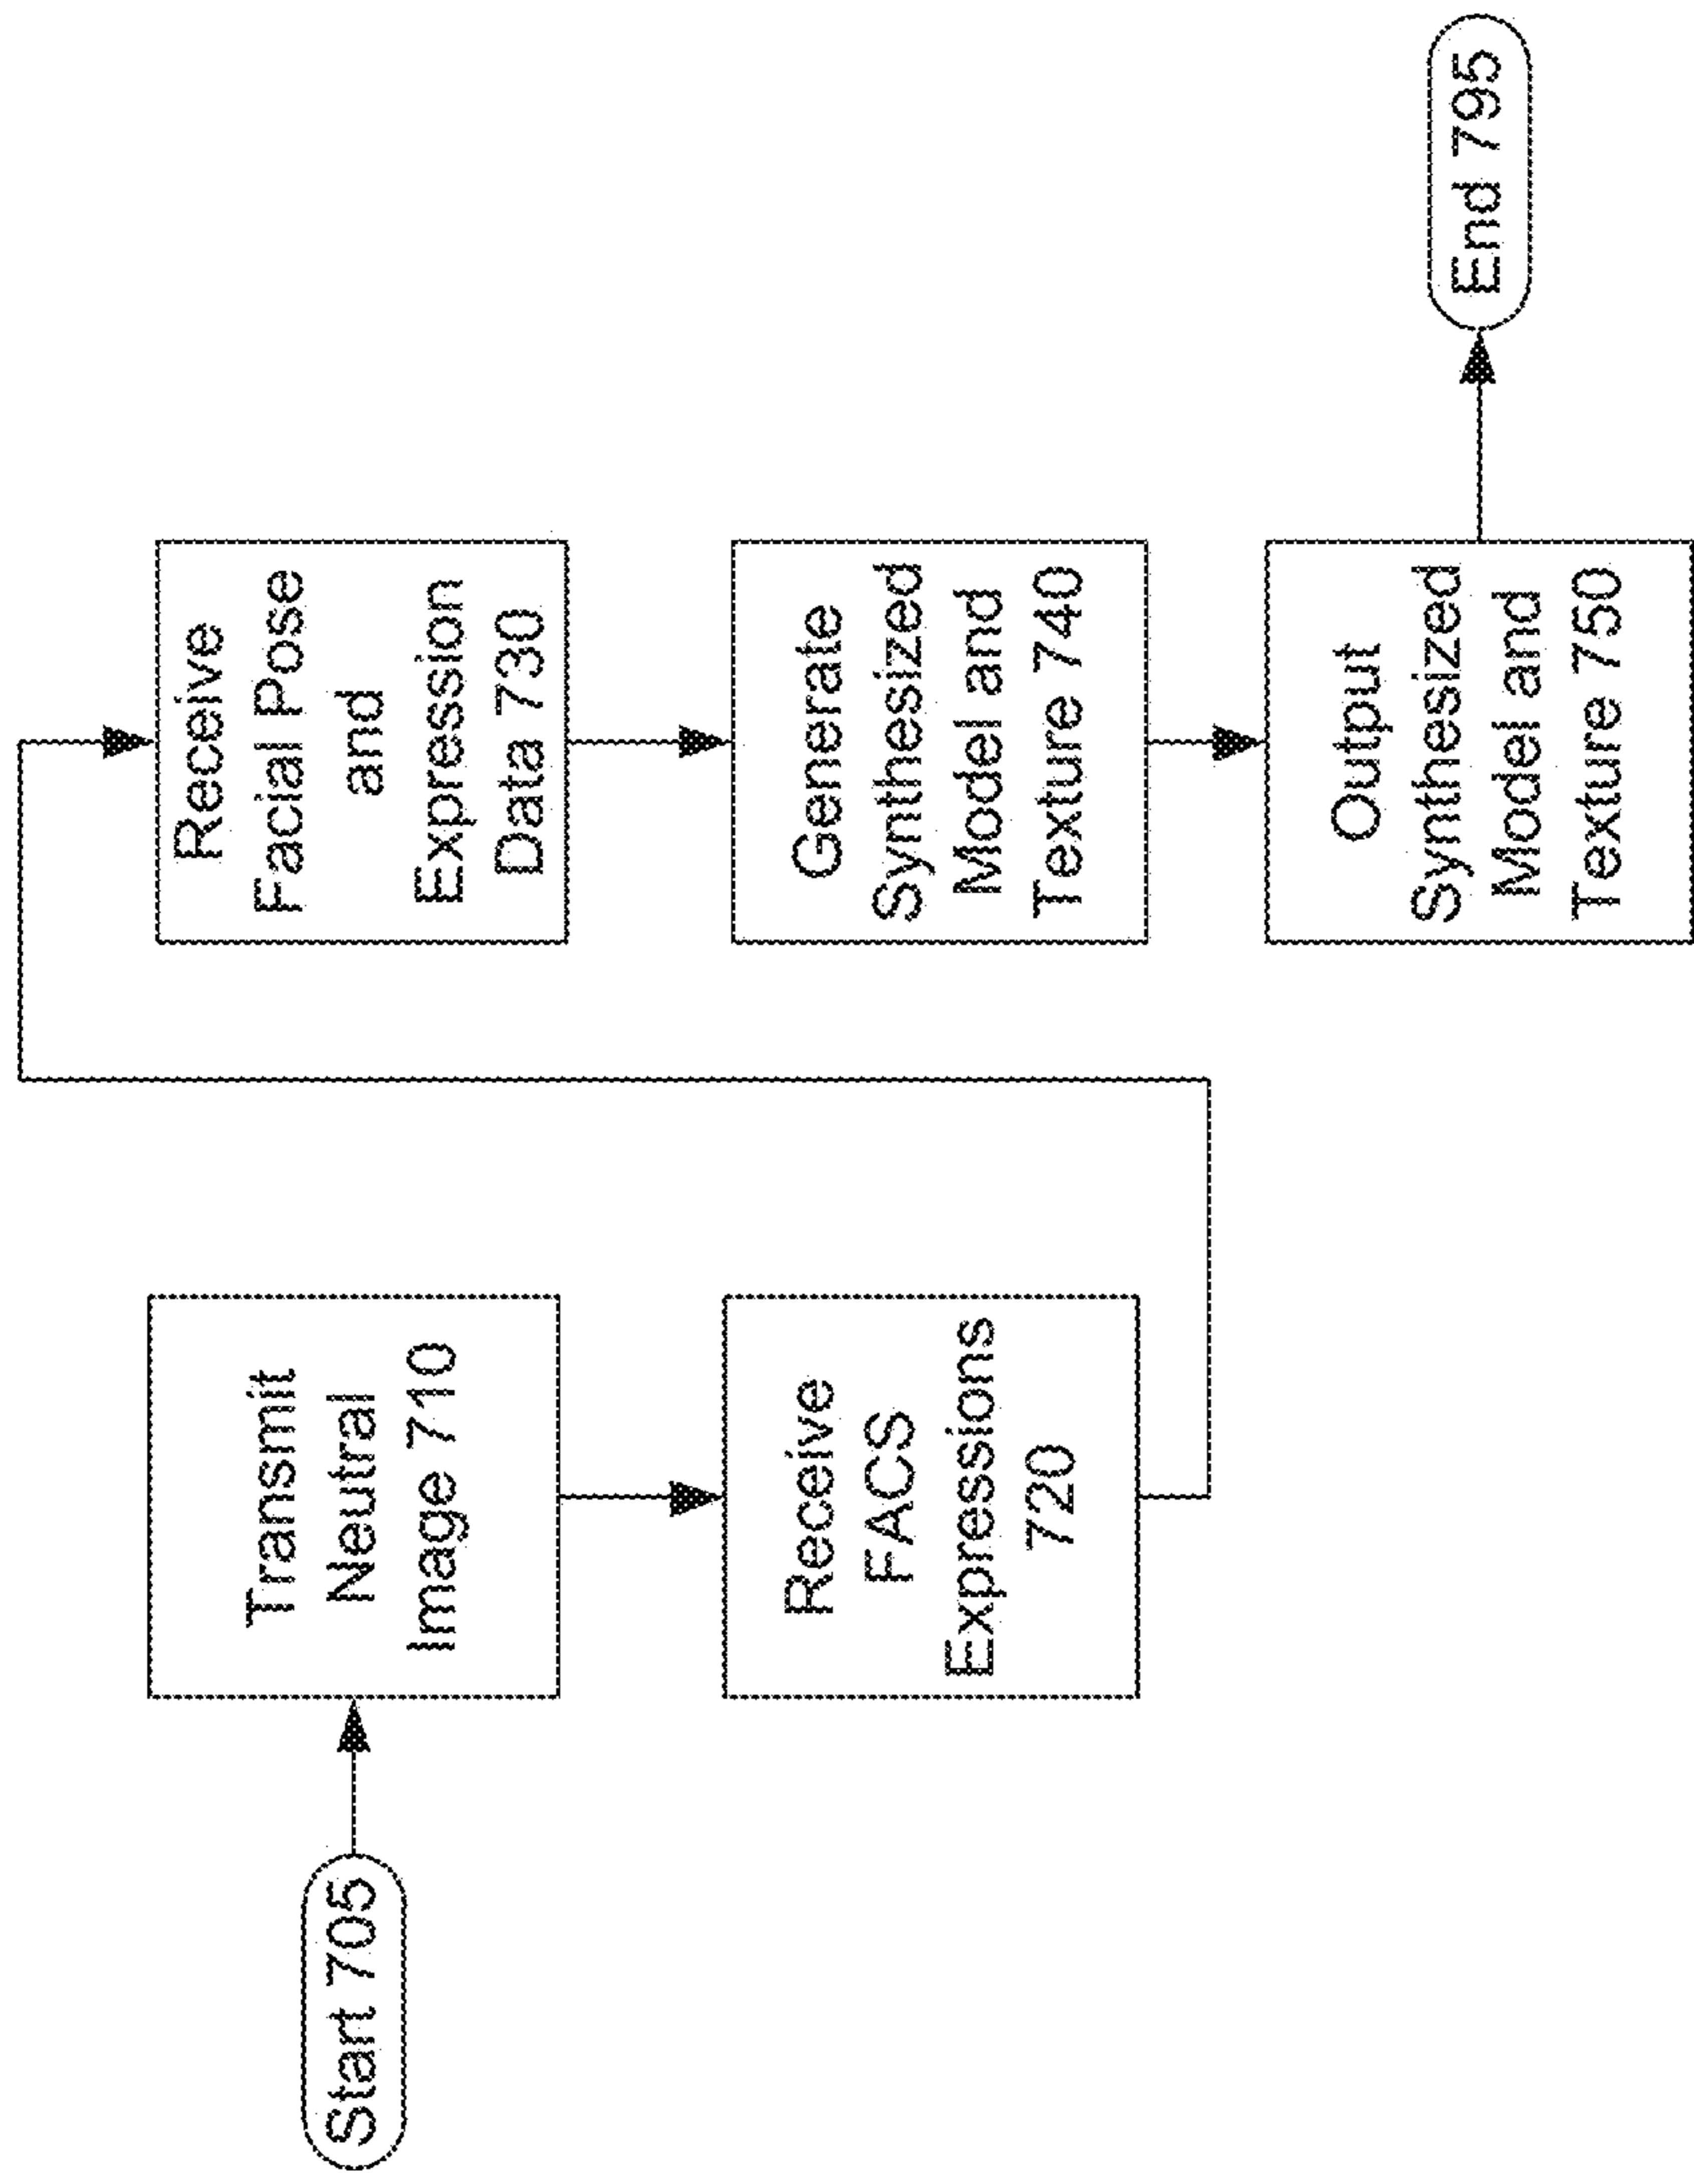 Start 705
Transmit
Neutral
Image 710
Receive
FACS
Expressions
720
Receive
Facial Pose
and
Expression
Data 730
Generate
Synthesized
Model and
Texture 740
Output
Synthesized
Model and
Texture 750
End 795